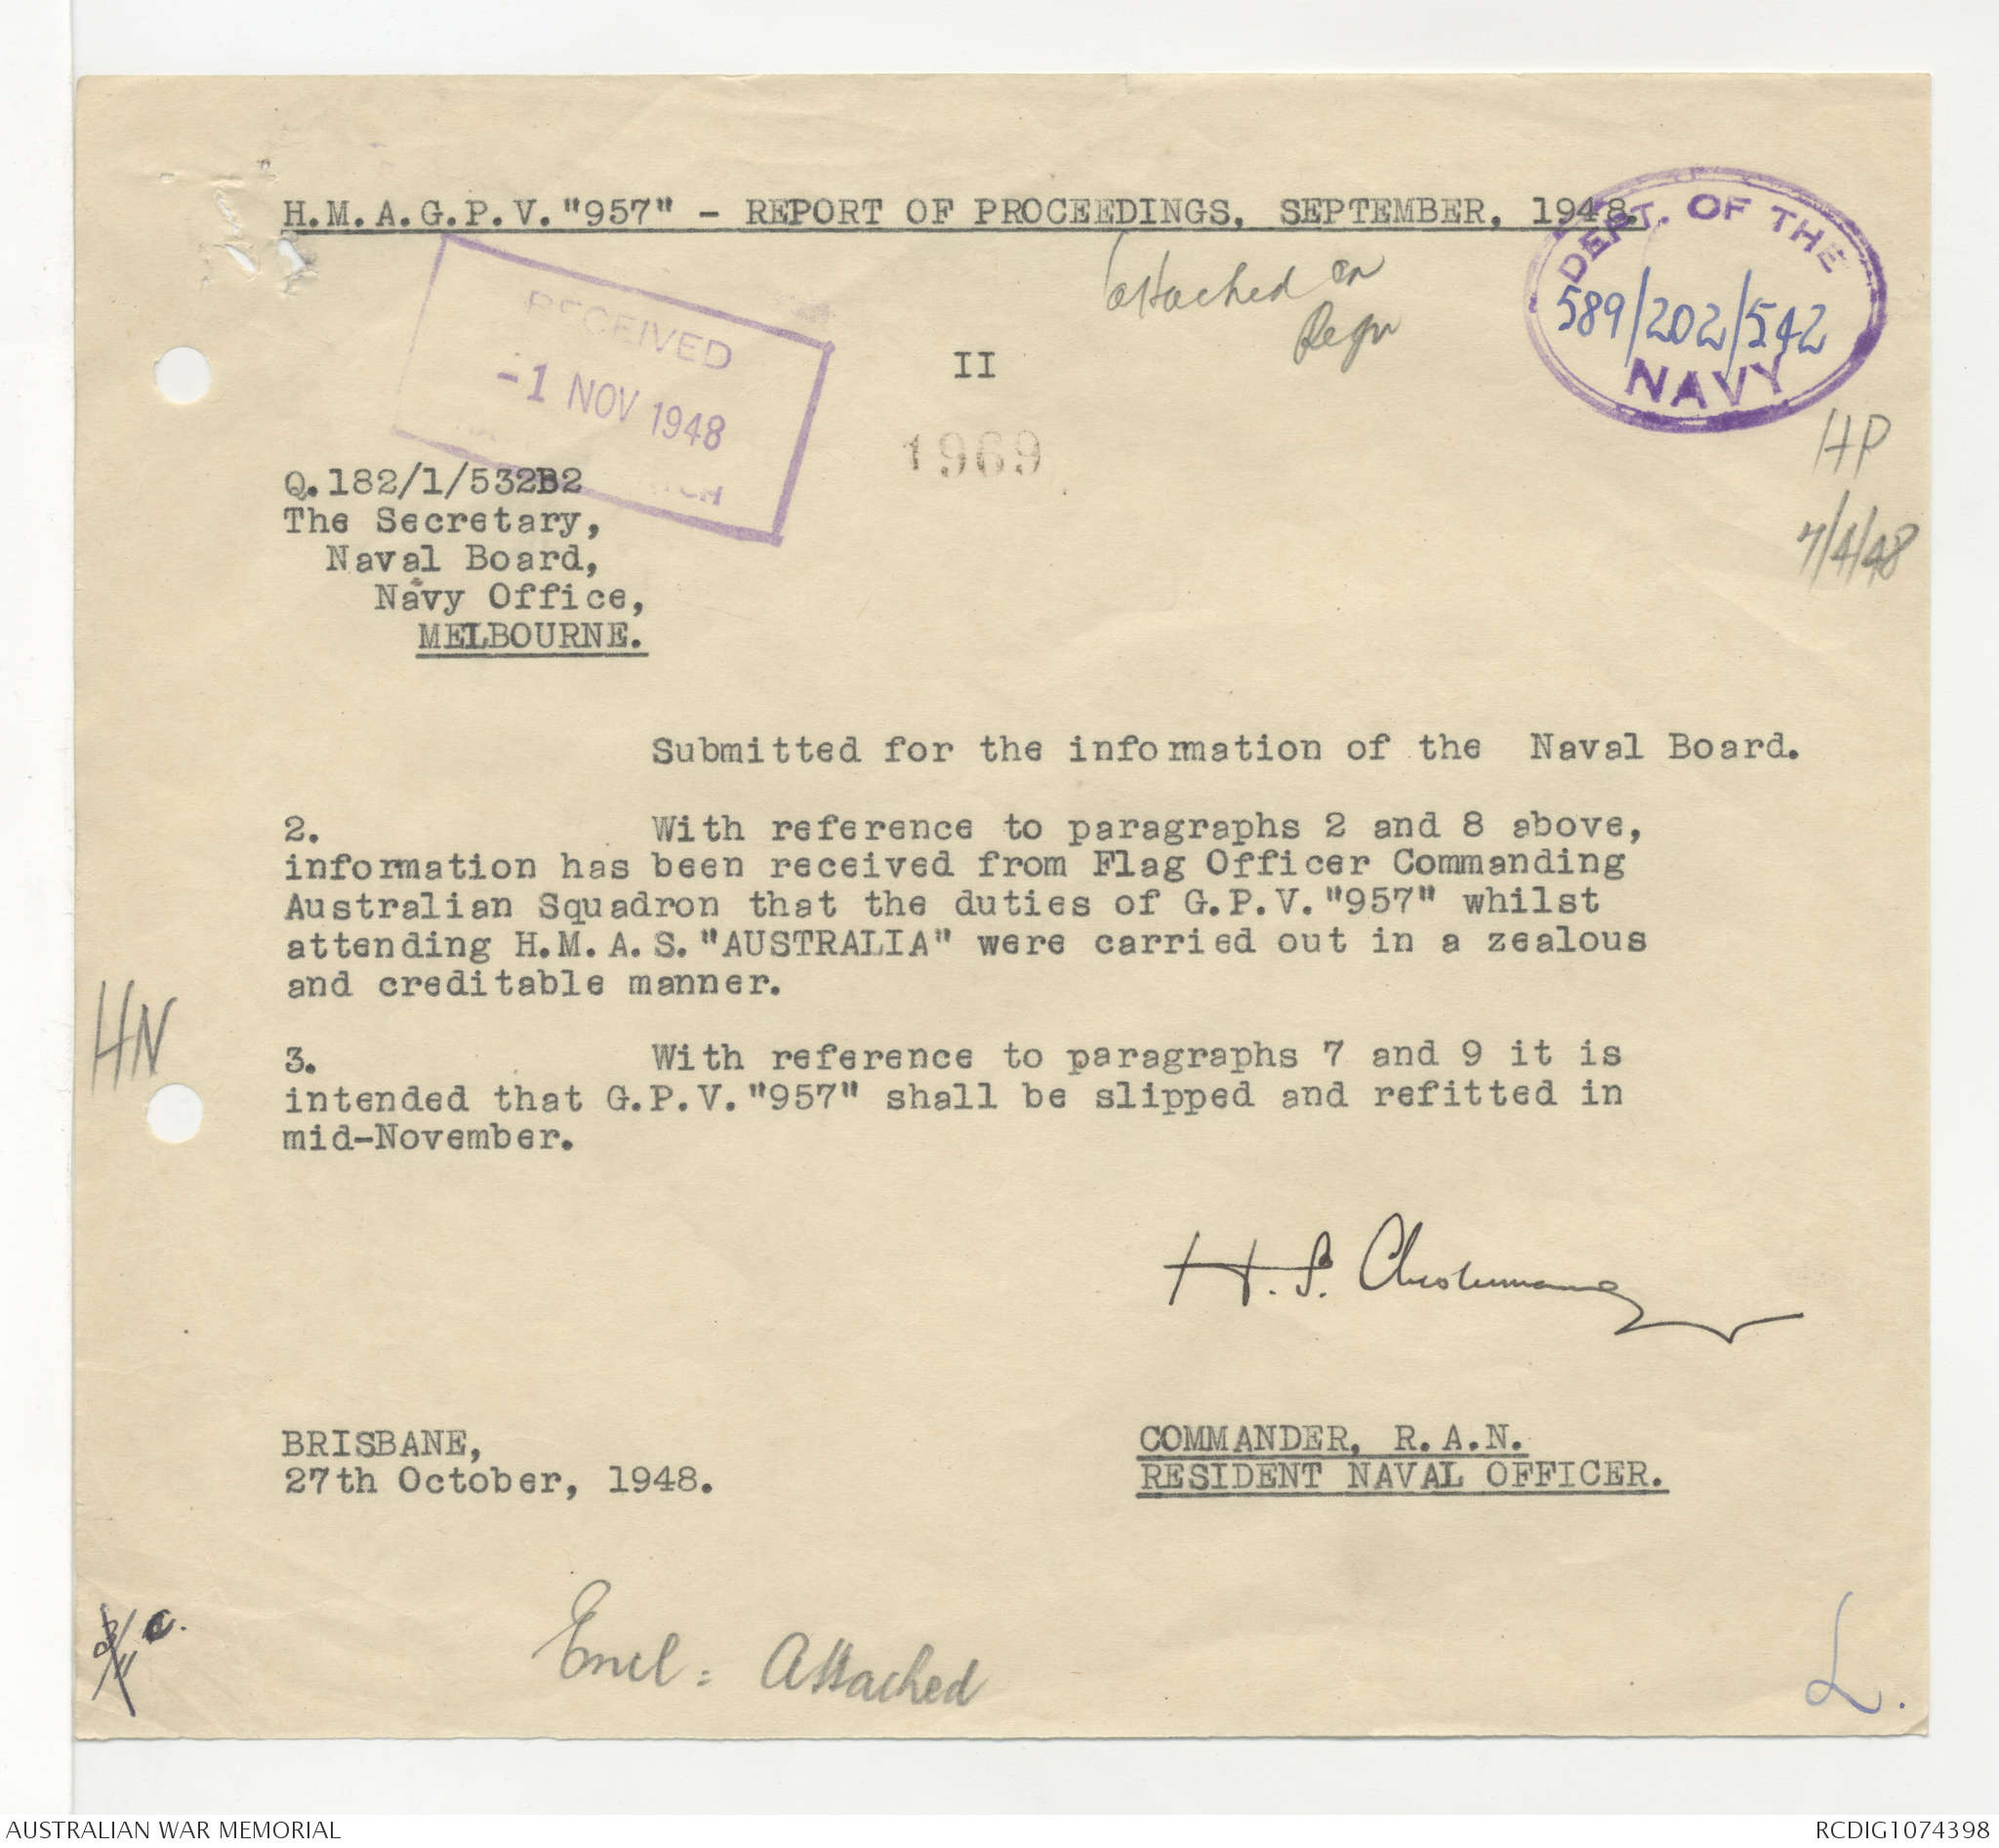 H.M.A.G.P.V."957" - REPORT OF PROCEEDINGS, SEPTEMBER, 1948.
DEPT. OF THE
589/202/542
NAVY
attached on
RECEIVED
-1 NOV 1948
II
1969
HP
7/4/48
Q.182/1/532B2
The Secretary,
Naval Board,
Navy Office,
MELBOURNE.
Submitted for the information of the Naval Board.
2. With reference to paragraphs 2 and 8 above,
information has been received from Flag Officer Commanding
Australian Squadron that the duties of G.P.V."957" whilst
attending H.M.A.S."AUSTRALIA" were carried out in a zealous
and creditable manner.
HN
3. With reference to paragraphs 7 and 9 it is
intended that G.P.V."957" shall be slipped and refitted in
mid-November.
BRISBANE,
27th October, 1948.
COMMANDER, R.A.N.
RESIDENT NAVAL OFFICER.
Encl: Attached
L.
AUSTRALIAN WAR MEMORIAL
RCDIG1074398